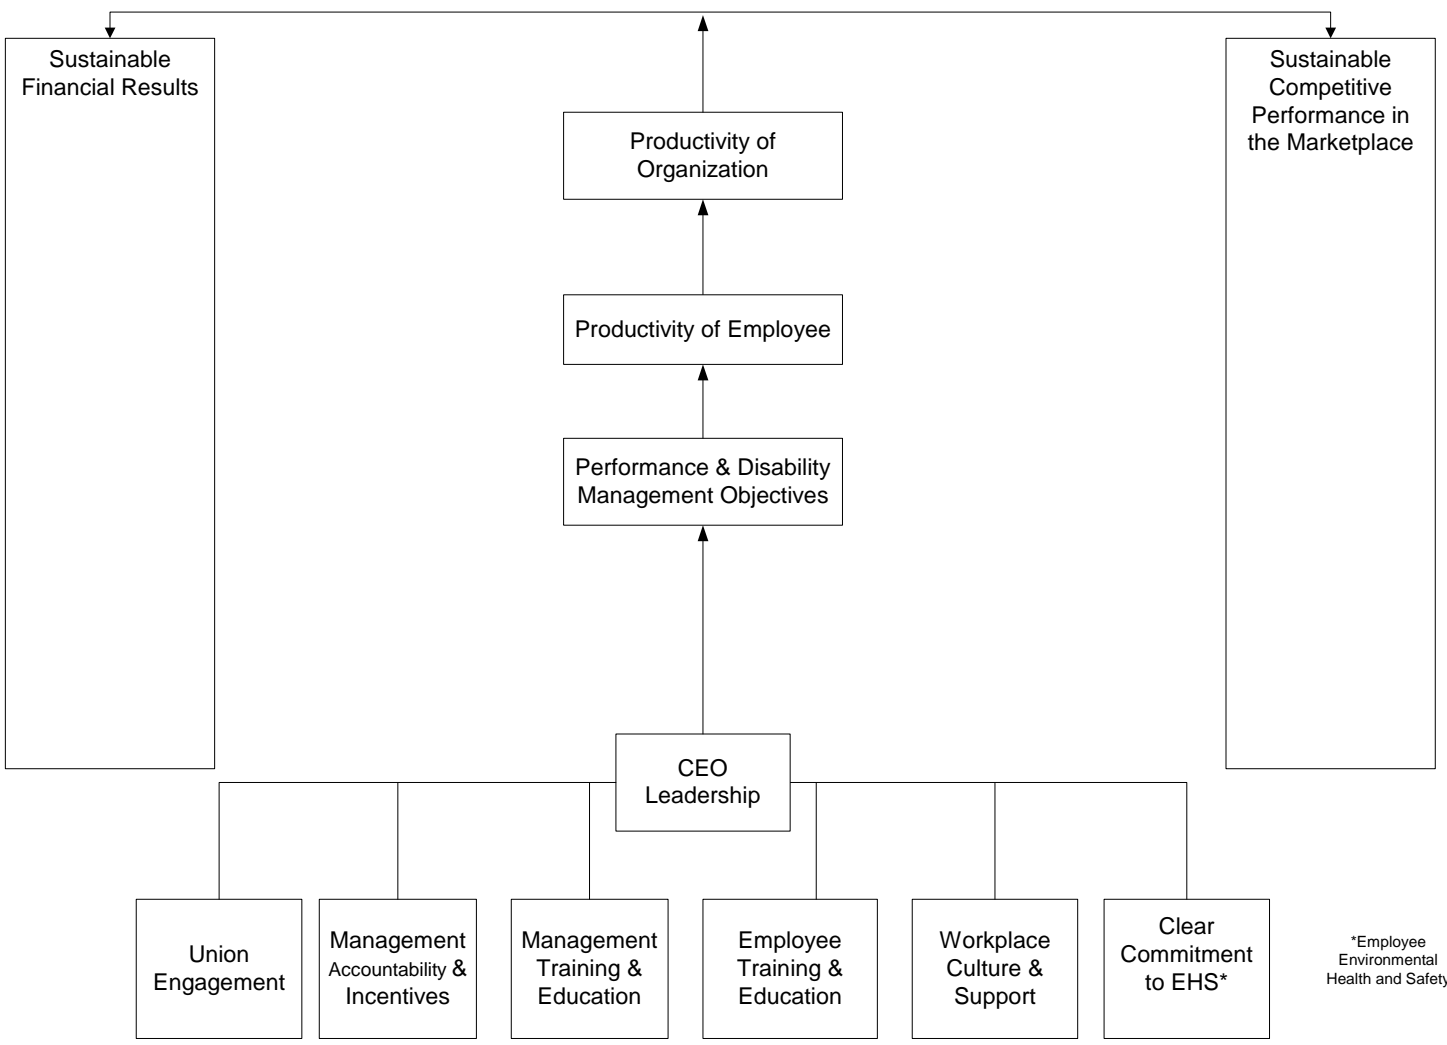 Sustainable
Financial Results
Sustainable
Competitive
Performance in
the Marketplace
Productivity of
Organization
Productivity of Employee
Performance & Disability
Management Objectives
CEO
Leadership
Union
Engagement
Management
Accountability &
Incentives
Management
Training &
Education
Employee
Training &
Education
Workplace
Culture &
Support
Clear
Commitment
to EHS*
*Employee
Environmental
Health and Safety